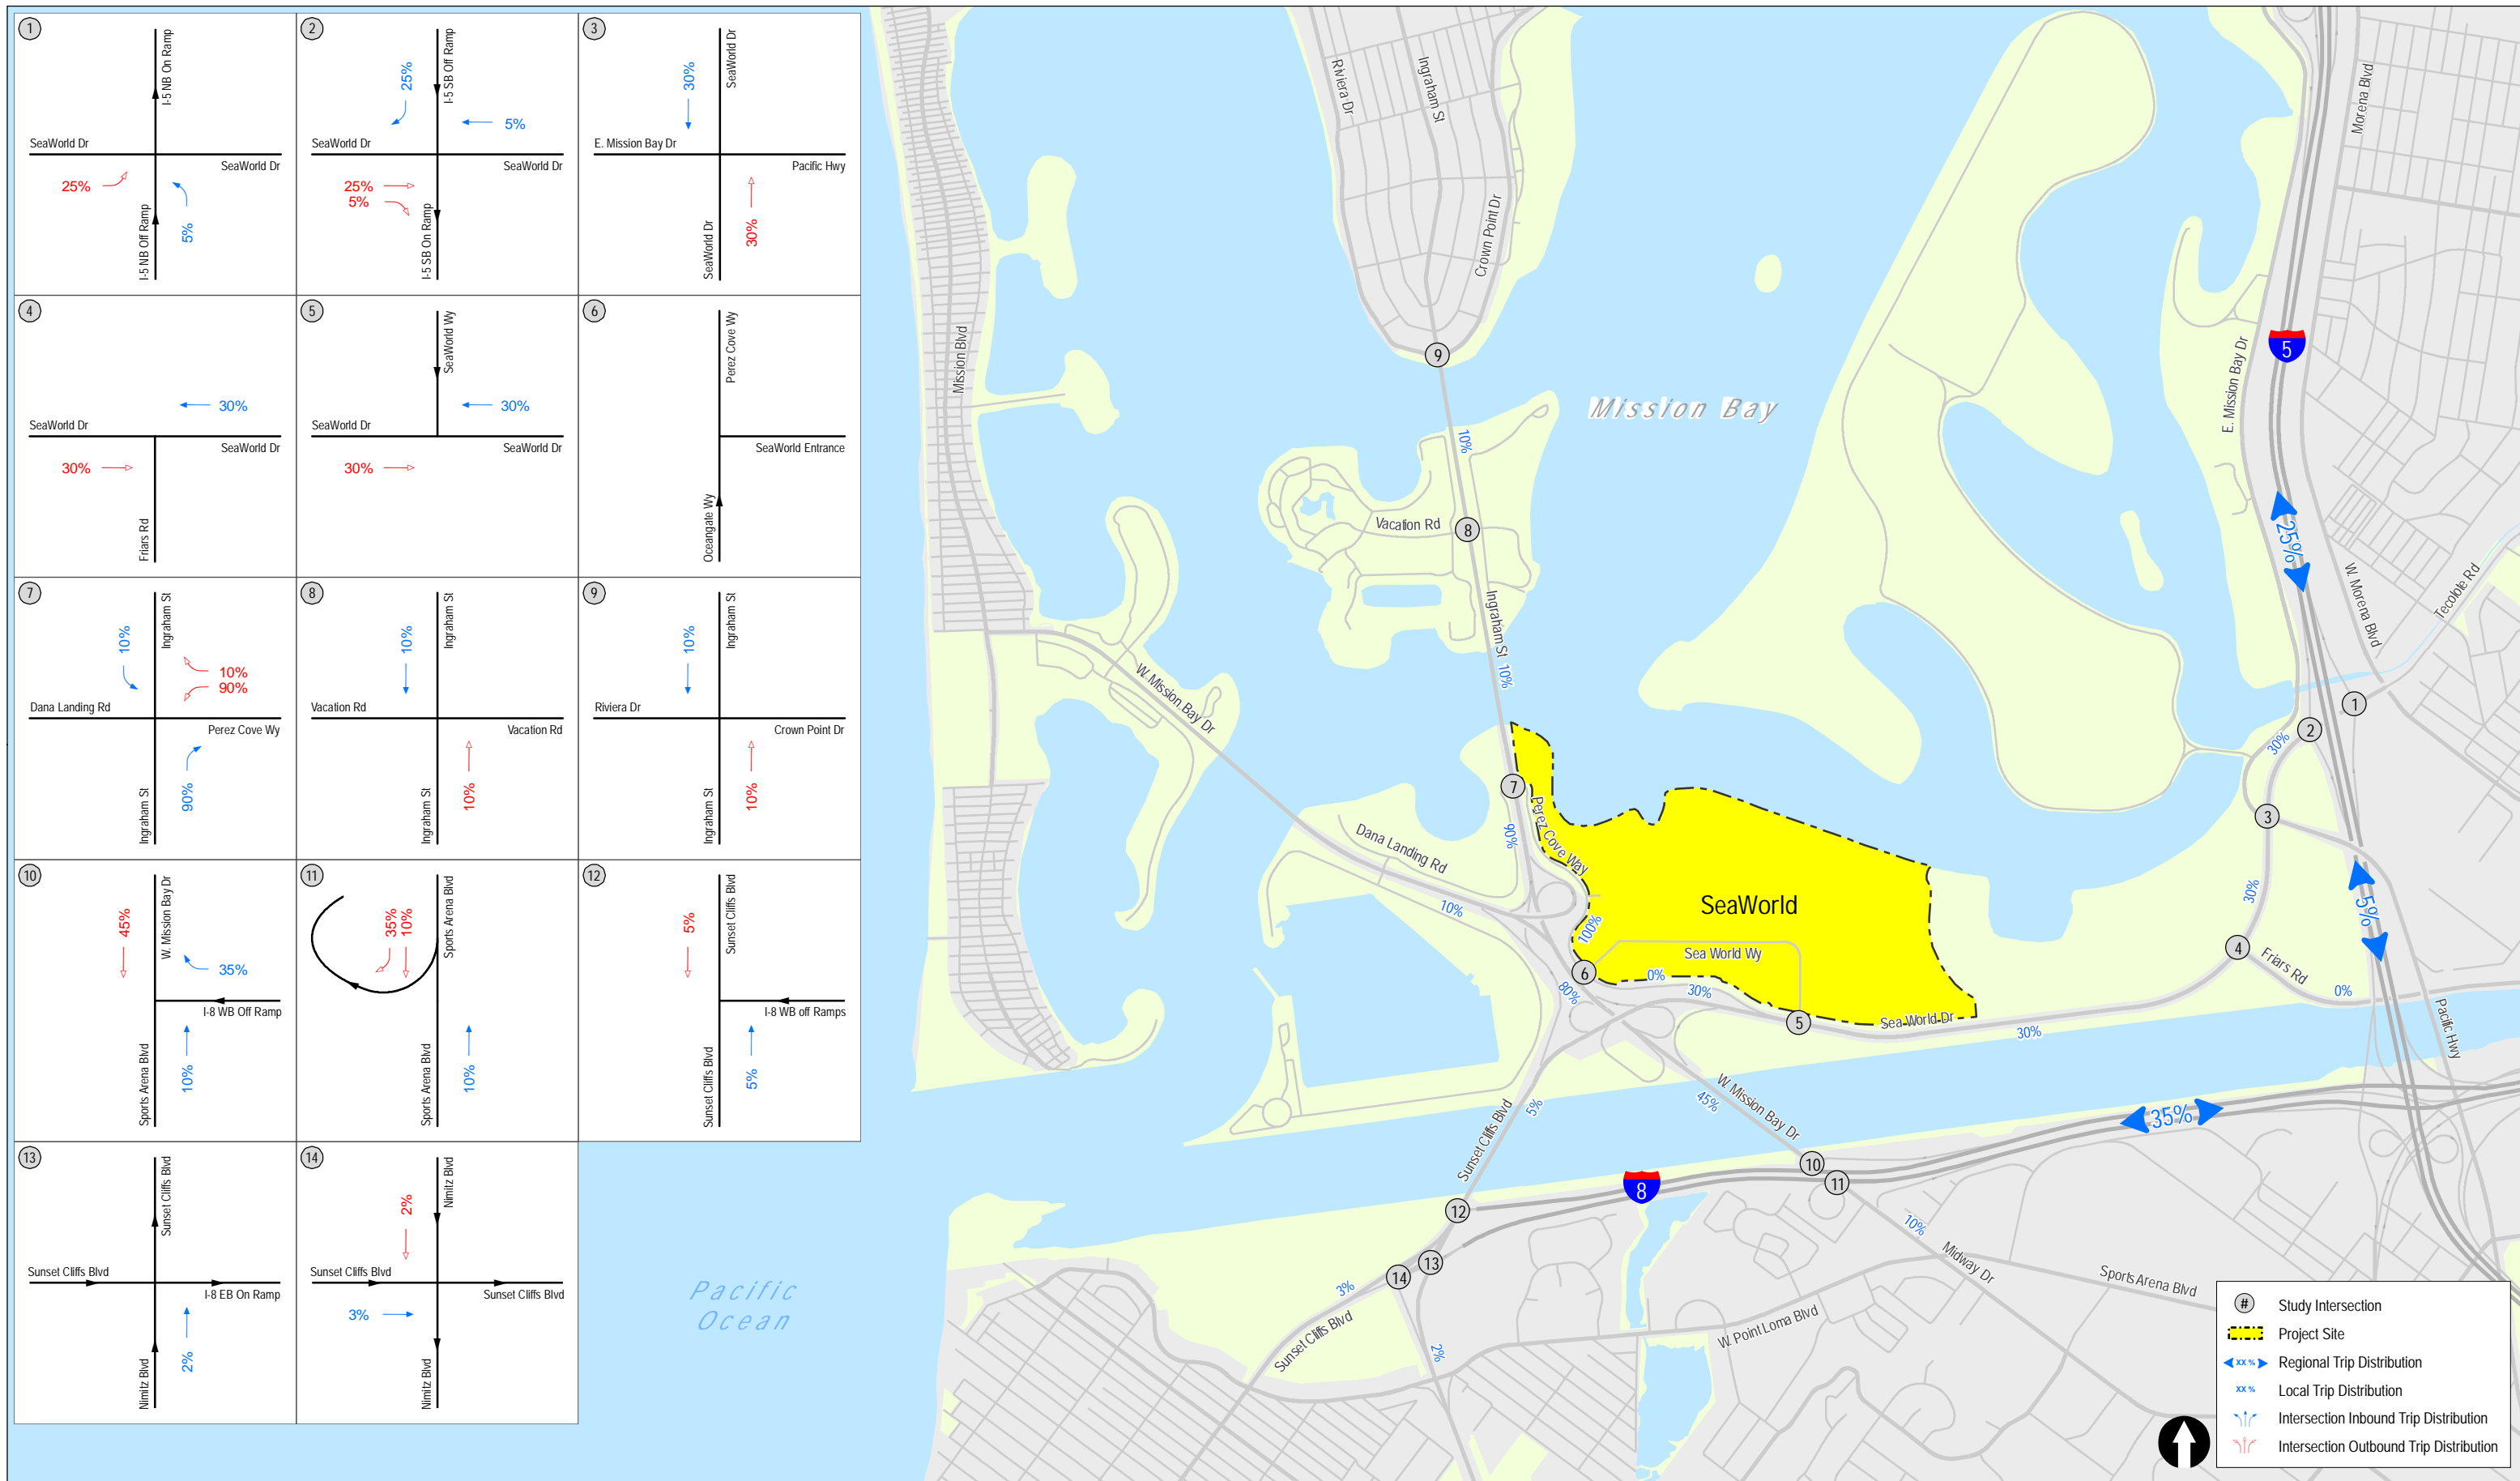 1
I-5 NB On Ramp
SeaWorld Dr
SeaWorld Dr
25%
5%
I-5 NB Off Ramp
2
25%
I-5 SB Off Ramp
5%
SeaWorld Dr
SeaWorld Dr
25%
5%
I-5 SB On Ramp
3
30%
SeaWorld Dr
E. Mission Bay Dr
Pacific Hwy
SeaWorld Dr
30%
4
30%
SeaWorld Dr
SeaWorld Dr
30%
Friars Rd
5
SeaWorld Wy
30%
SeaWorld Dr
SeaWorld Dr
30%
6
Perez Cove Wy
SeaWorld Entrance
Oceangate Wy
7
10%
Ingraham St
10%
90%
Dana Landing Rd
Perez Cove Wy
Ingraham St
90%
8
10%
Ingraham St
Vacation Rd
Vacation Rd
Ingraham St
10%
9
10%
Ingraham St
Riviera Dr
Crown Point Dr
Ingraham St
10%
10
45%
W. Mission Bay Dr
35%
I-8 WB Off Ramp
Sports Arena Blvd
10%
11
35%
10%
Sports Arena Blvd
Sports Arena Blvd
10%
12
5%
Sunset Cliffs Blvd
I-8 WB off Ramps
Sunset Cliffs Blvd
5%
13
Sunset Cliffs Blvd
Sunset Cliffs Blvd
I-8 EB On Ramp
Nimitz Blvd
2%
14
2%
Nimitz Blvd
Sunset Cliffs Blvd
Sunset Cliffs Blvd
3%
Nimitz Blvd
Riviera Dr
Ingraham St
Crown Point Dr
Mission Blvd
9
10%
Mission Bay
Vacation Rd
8
Ingraham St
10%
W. Mission Bay Dr
7
90%
Perez Cove Way
Dana Landing Rd
10%
100%
SeaWorld
Sea World Wy
6
0%
30%
80%
5
Sea World Dr
30%
Morena Blvd
E. Mission Bay Dr
5
25%
W. Morena Blvd
Tecolote Rd
1
2
30%
3
30%
5%
4
Friars Rd
0%
Pacific Hwy
W. Mission Bay Dr
45%
5%
Sunset Cliffs Blvd
35%
10
11
8
12
13
14
3%
Sunset Cliffs Blvd
2%
10%
Midway Dr
Sports Arena Blvd
W. Point Loma Blvd
Pacific
Ocean
# Study Intersection
Project Site
XX % Regional Trip Distribution
XX % Local Trip Distribution
Intersection Inbound Trip Distribution
Intersection Outbound Trip Distribution